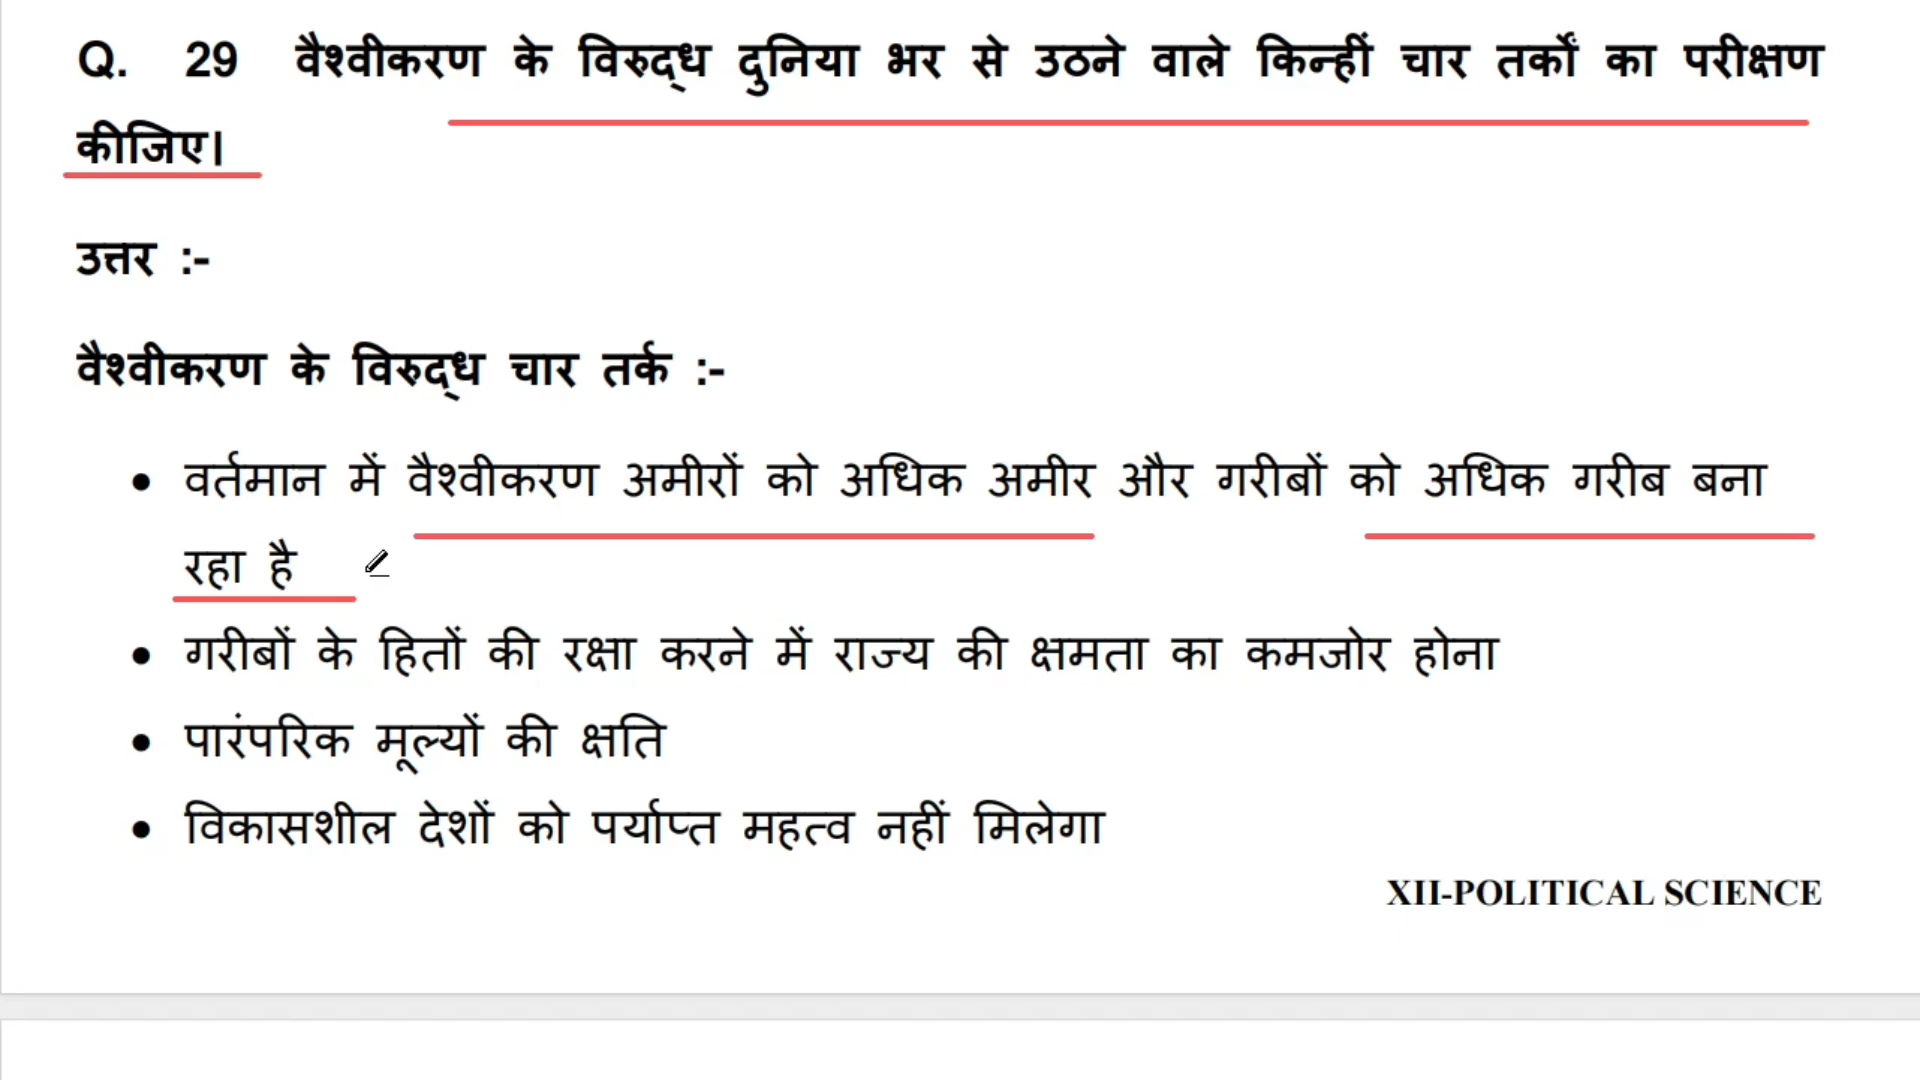 Q. 29 वैश्वीकरण के विरुद्ध दुनिया भर से उठने वाले किन्हीं चार तर्कों का परीक्षण
कीजिए।
उत्तर :-
वैश्वीकरण के विरुद्ध चार तर्क :-
• वर्तमान में वैश्वीकरण अमीरों को अधिक अमीर और गरीबों को अधिक गरीब बना
रहा है
• गरीबों के हितों की रक्षा करने में राज्य की क्षमता का कमजोर होना
• पारंपरिक मूल्यों की क्षति
• विकासशील देशों को पर्याप्त महत्व नहीं मिलेगा
XII-POLITICAL SCIENCE